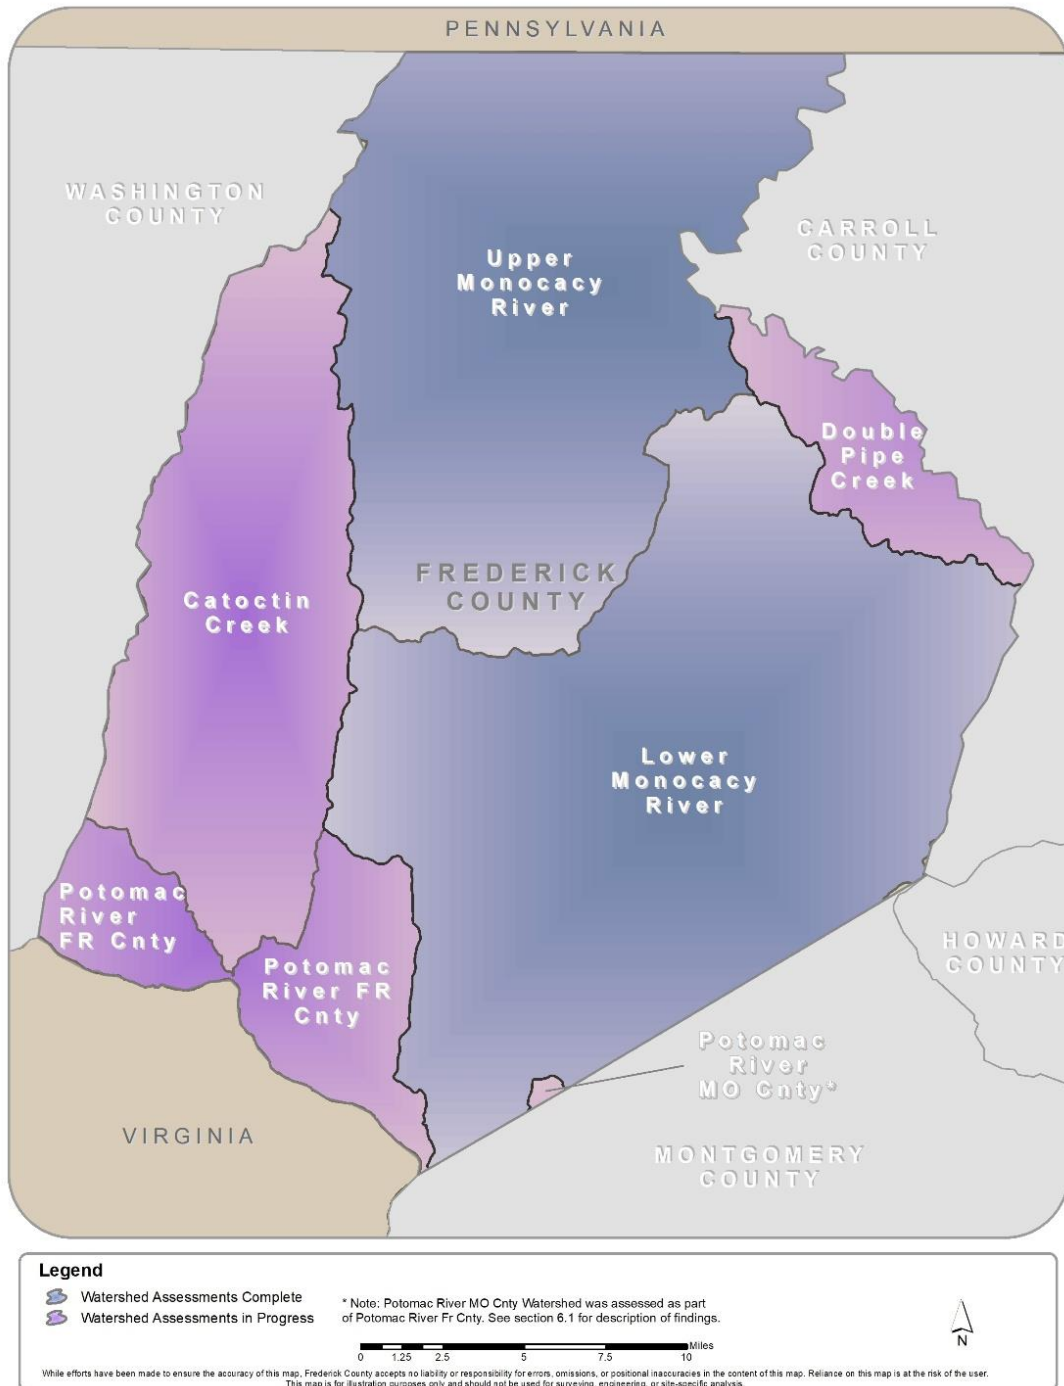 PENNSYLVANIA
WASHINGTON
COUNTY
CARROLL
COUNTY
Upper
Monocacy
River
Double
Pipe
Creek
FREDERICK
COUNTY
Catoctin
Creek
Lower
Monocacy
River
Potomac
River
FR Cnty
Potomac
River FR
Cnty
HOWARD
COUNTY
Potomac
River
MO Cnty*
VIRGINIA
MONTGOMERY
COUNTY
Legend
Watershed Assessments Complete
Watershed Assessments in Progress
* Note: Potomac River MO Cnty Watershed was assessed as part
of Potomac River Fr Cnty. See section 6.1 for description of findings.
Miles
0 1.25 2.5 5 7.5 10
N
While efforts have been made to ensure the accuracy of this map, Frederick County accepts no liability or responsibility for errors, omissions, or positional inaccuracies in the content of this map. Reliance on this map is at the risk of the user.
This map is for illustration purposes only and should not be used for surveying, engineering, or site-specific analysis.